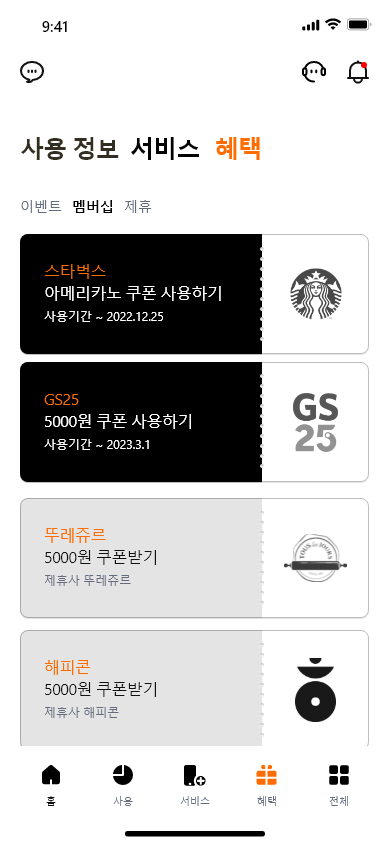 9:41
사용 정보 서비스 혜택
이벤트 멤버십 제휴
스타벅스
아메리카노 쿠폰 사용하기
사용기간 ~ 2022.12.25
GS25
5000원 쿠폰 사용하기
사용기간 ~ 2023.3.1
GS
25
뚜레쥬르
5000원 쿠폰받기
제휴사 뚜레쥬르
TOUS les JOURS
해피콘
5000원 쿠폰받기
제휴사 해피콘
홈 사용 서비스 혜택 전체